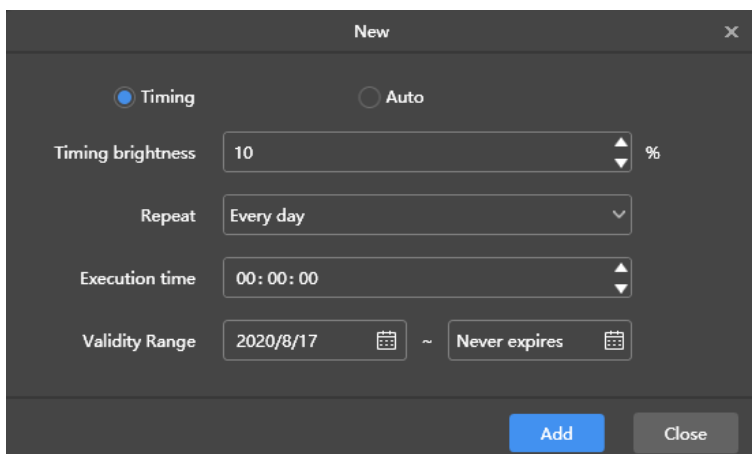 New
Timing Auto
Timing brightness 10 %
Repeat Every day
Execution time 00:00:00
Validity Range 2020/8/17 ~ Never expires
Add Close